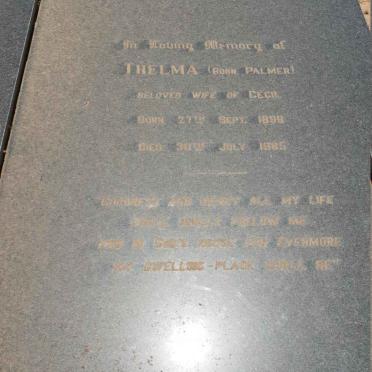 In Loving Memory of
THELMA (BORN PALMER)
BELOVED WIFE OF CECIL
BORN 27TH SEPT. 1898
DIED 30TH JULY 1985
GOODNESS AND MERCY ALL MY LIFE
SHALL SURELY FOLLOW ME
AND IN GOD'S HOUSE FOR EVERMORE
MY DWELLING-PLACE SHALL BE"